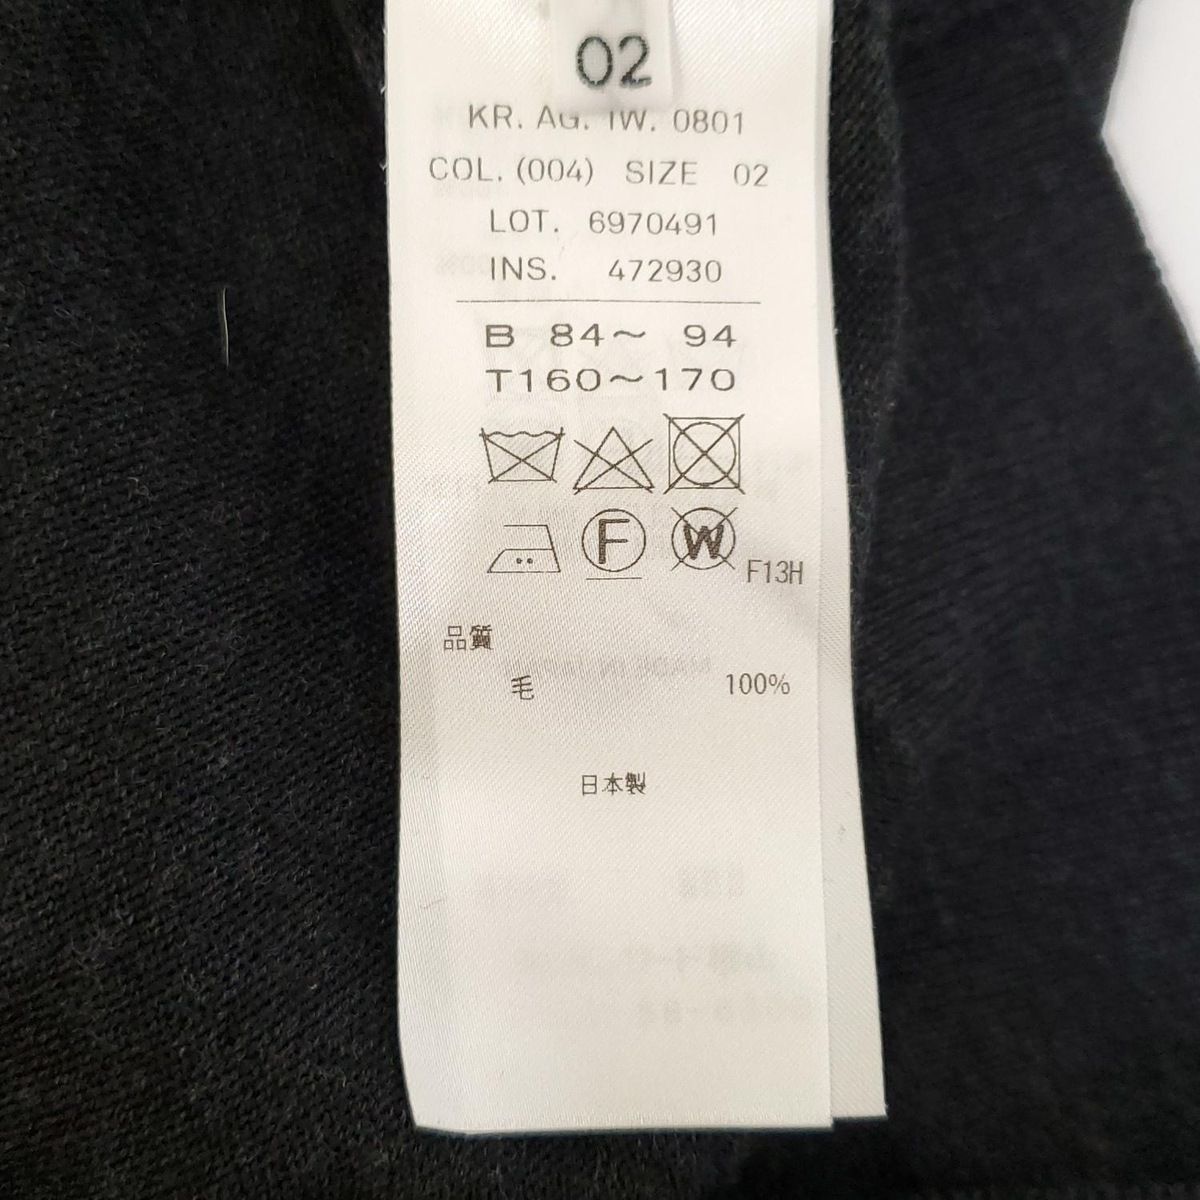 02
KR. AG. IW. 0801
COL. (004) SIZE 02
LOT. 6970491
INS. 472930
B 84～ 94
T160～170
F W F13H
品質
毛 100%
日本製